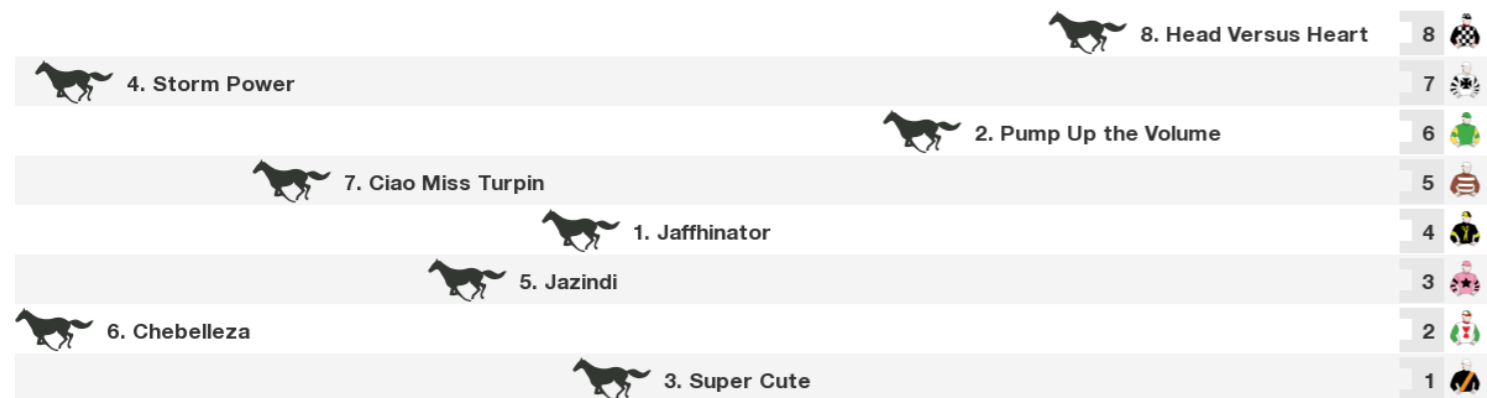 8. Head Versus Heart 8
4. Storm Power 7
2. Pump Up the Volume 6
7. Ciao Miss Turpin 5
1. Jaffhinator 4
5. Jazindi 3
6. Chebelleza 2
3. Super Cute 1